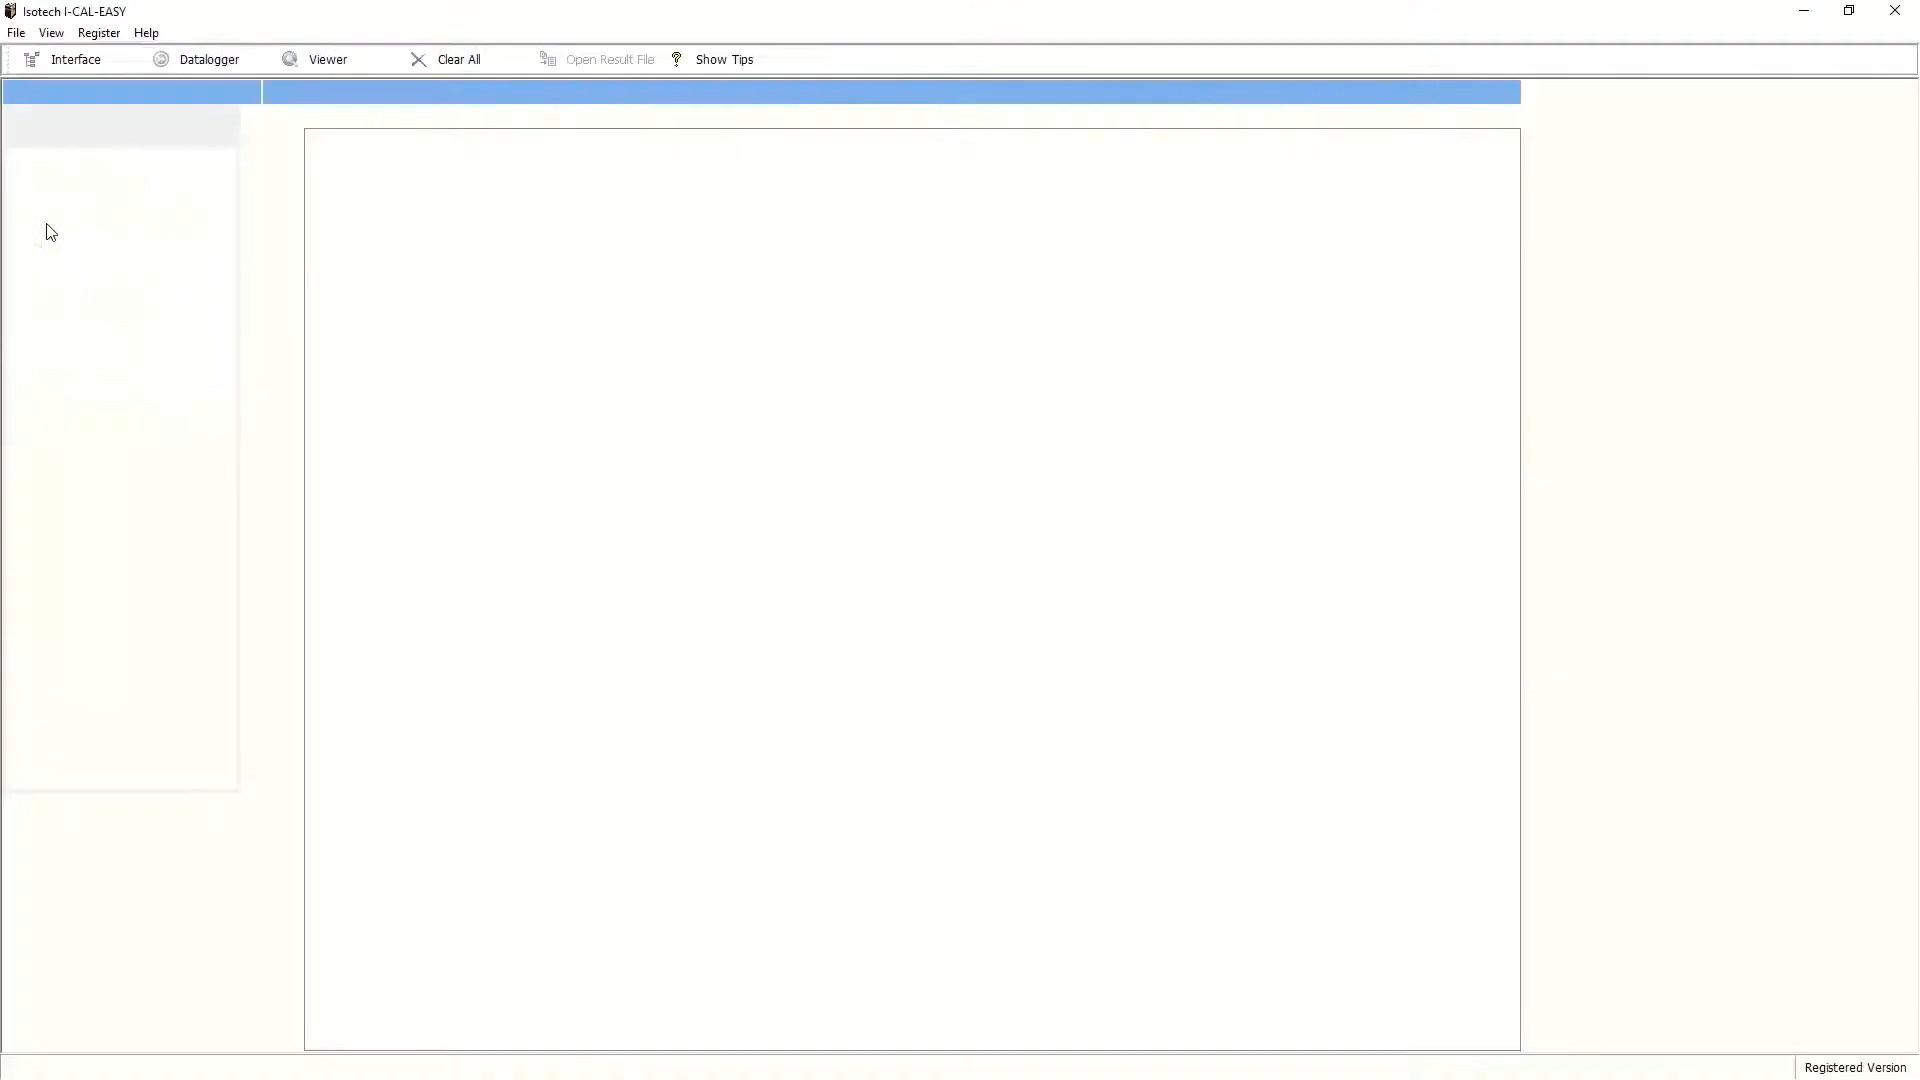 Isotech I-CAL-EASY
File View Register Help
Interface Datalogger Viewer Clear All Open Result File Show Tips
Registered Version